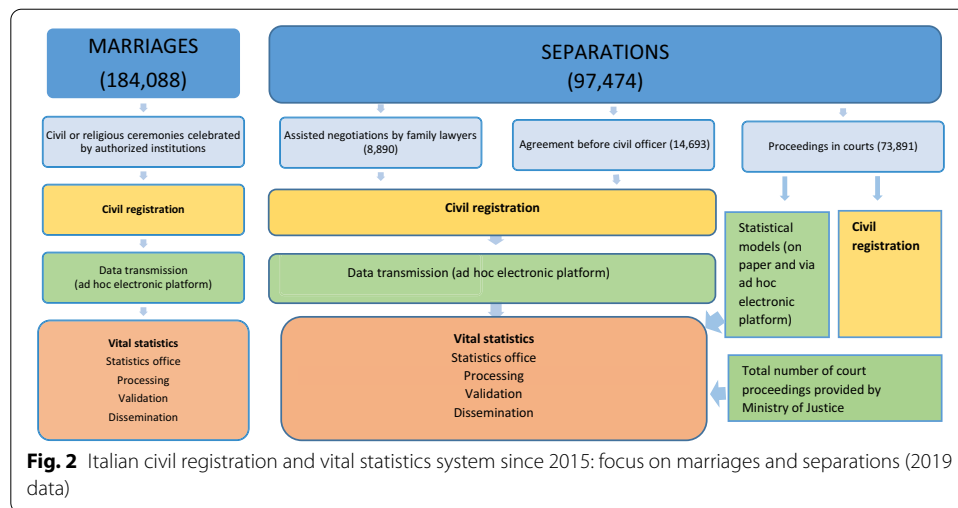 MARRIAGES
(184,088)
SEPARATIONS
(97,474)
Civil or religious ceremonies celebrated
by authorized institutions
Assisted negotiations by family lawyers
(8,890)
Agreement before civil officer (14,693)
Proceedings in courts (73,891)
Civil registration
Civil registration
Statistical
models (on
paper and via
ad hoc
electronic
platform)
Civil
registration
Data transmission
(ad hoc electronic platform)
Data transmission (ad hoc electronic platform)
Vital statistics
Statistics office
Processing
Validation
Dissemination
Vital statistics
Statistics office
Processing
Validation
Dissemination
Total number of court
proceedings provided by
Ministry of Justice
Fig. 2 Italian civil registration and vital statistics system since 2015: focus on marriages and separations (2019
data)